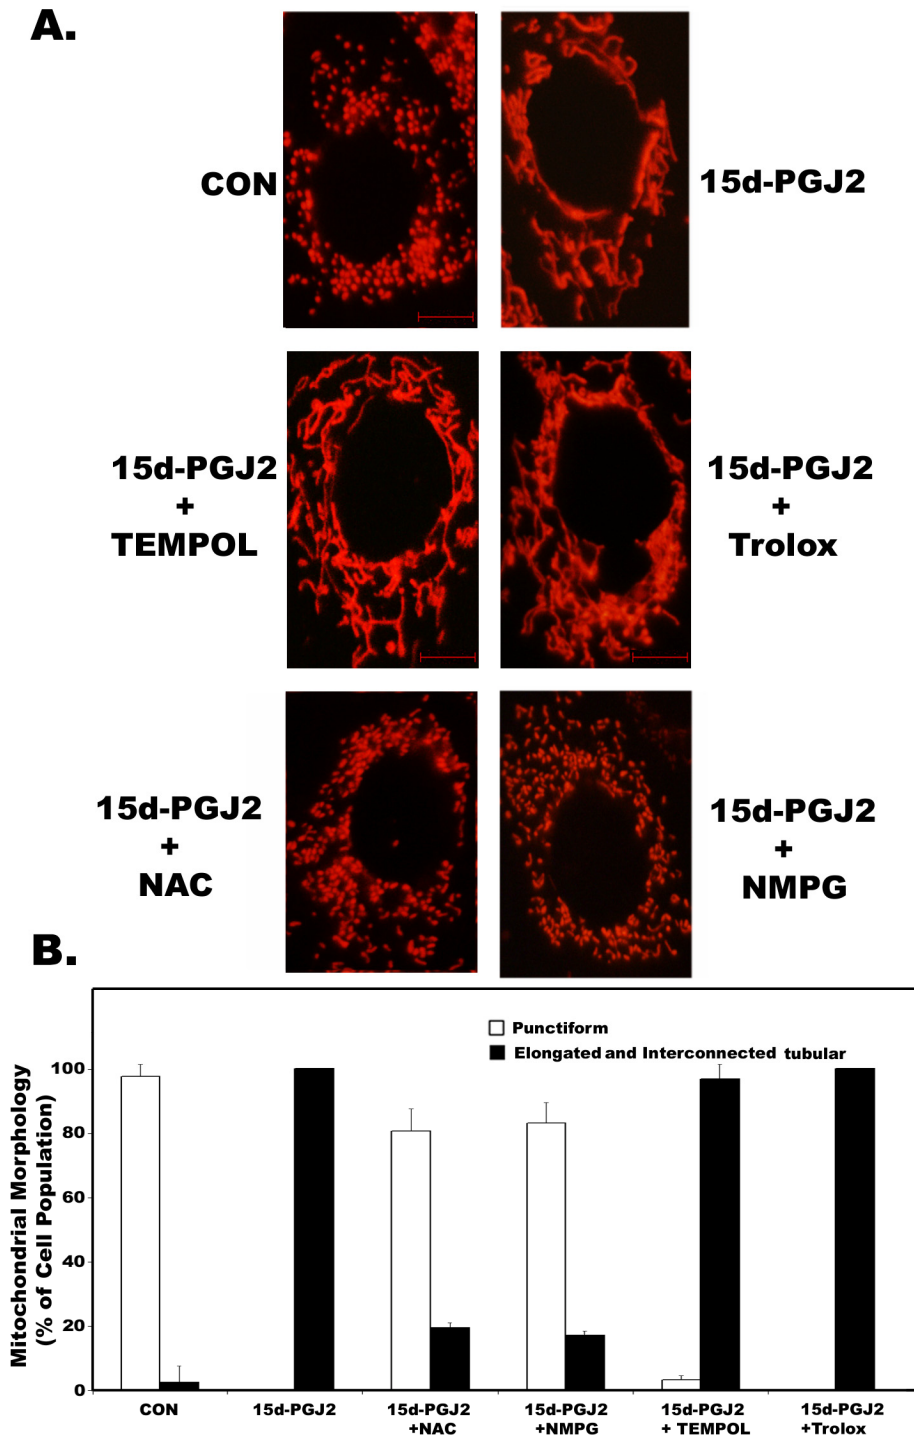 A.
CON
15d-PGJ2
15d-PGJ2
+
TEMPOL
15d-PGJ2
+
Trolox
15d-PGJ2
+
NAC
15d-PGJ2
+
NMPG
B.
Mitochondrial Morphology
(% of Cell Population)
Punctiform
Elongated and Interconnected tubular
100
80
60
40
20
0
CON
15d-PGJ2
15d-PGJ2
+NAC
15d-PGJ2
+NMPG
15d-PGJ2
+ TEMPOL
15d-PGJ2
+Trolox